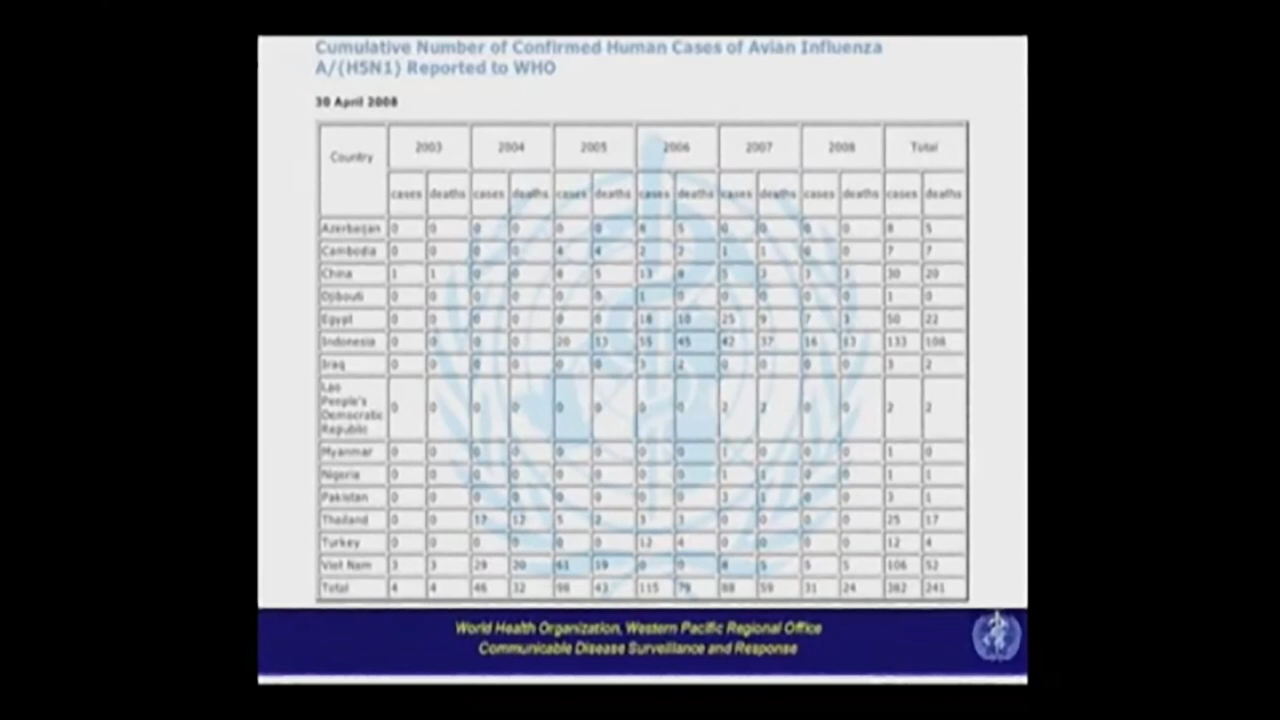 Cumulative Number of Confirmed Human Cases of Avian Influenza
A/(H5N1) Reported to WHO
30 April 2008
Country 2003 2004 2005 2006 2007 2008 Total
cases deaths cases deaths cases deaths cases deaths cases deaths cases deaths cases deaths
Azerbaijan 0 0 0 0 0 0 8 5 0 0 0 0 8 5
Cambodia 0 0 0 0 4 4 2 2 1 1 0 0 7 7
China 1 1 0 0 8 5 13 8 5 3 3 3 30 20
Djibouti 0 0 0 0 0 0 1 0 0 0 0 0 1 0
Egypt 0 0 0 0 0 0 18 10 25 9 7 3 50 22
Indonesia 0 0 0 0 20 13 55 45 42 37 16 13 133 108
Iraq 0 0 0 0 0 0 3 2 0 0 0 0 3 2
Lao
People's
Democratic
Republic 0 0 0 0 0 0 0 0 2 2 0 0 2 2
Myanmar 0 0 0 0 0 0 0 0 1 0 0 0 1 0
Nigeria 0 0 0 0 0 0 0 0 1 1 0 0 1 1
Pakistan 0 0 0 0 0 0 0 0 3 1 0 0 3 1
Thailand 0 0 17 12 5 2 3 3 0 0 0 0 25 17
Turkey 0 0 0 0 0 0 12 4 0 0 0 0 12 4
Viet Nam 3 3 29 20 61 19 0 0 8 5 5 5 106 52
Total 4 4 46 32 98 43 115 79 88 59 31 24 382 241
World Health Organization, Western Pacific Regional Office
Communicable Disease Surveillance and Response